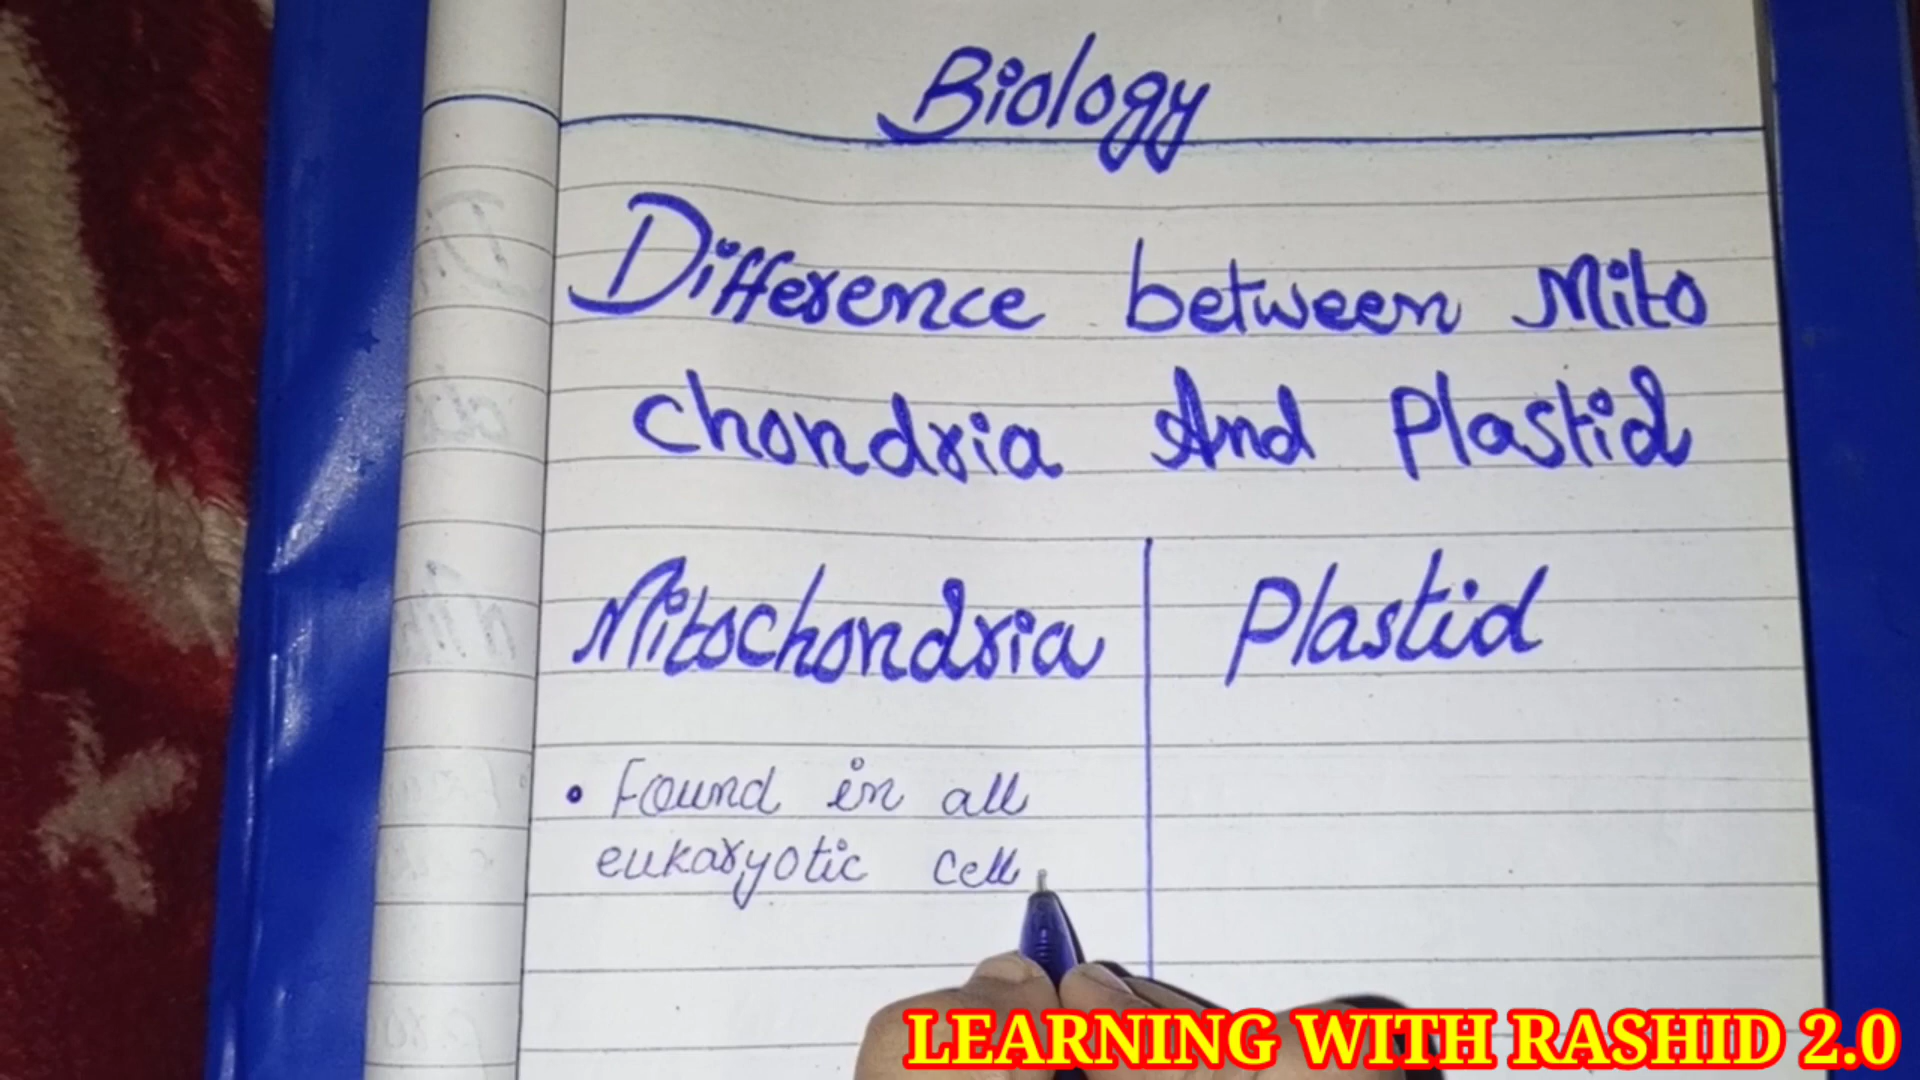 Biology
Difference between Mito
chondria And Plastid
Mitochondria
Plastid
• Found in all
eukaryotic cell
LEARNING WITH RASHID 2.0